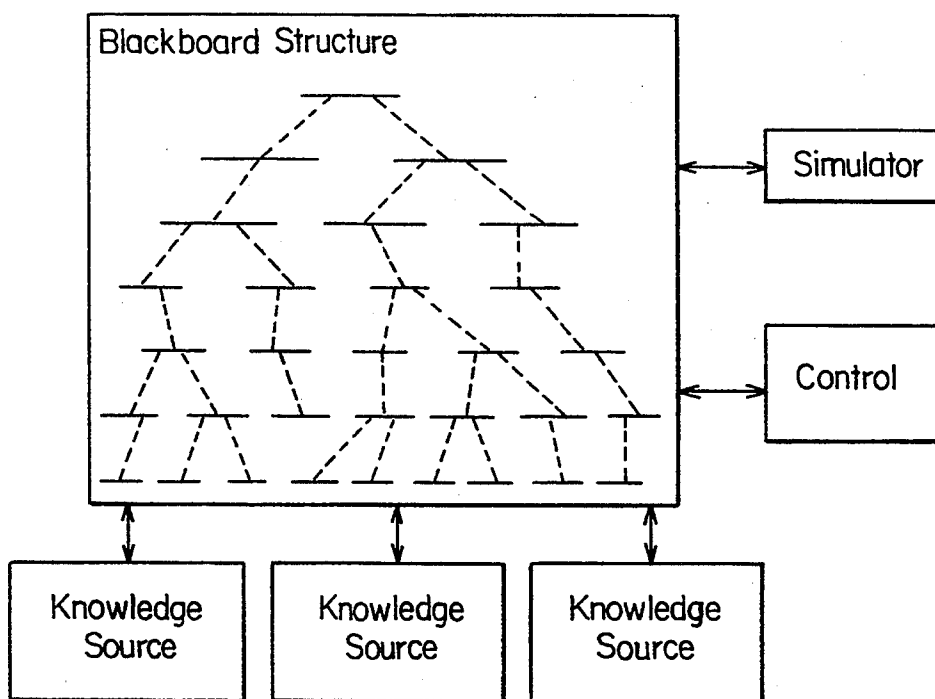 Blackboard Structure
Simulator
Control
Knowledge
Source
Knowledge
Source
Knowledge
Source